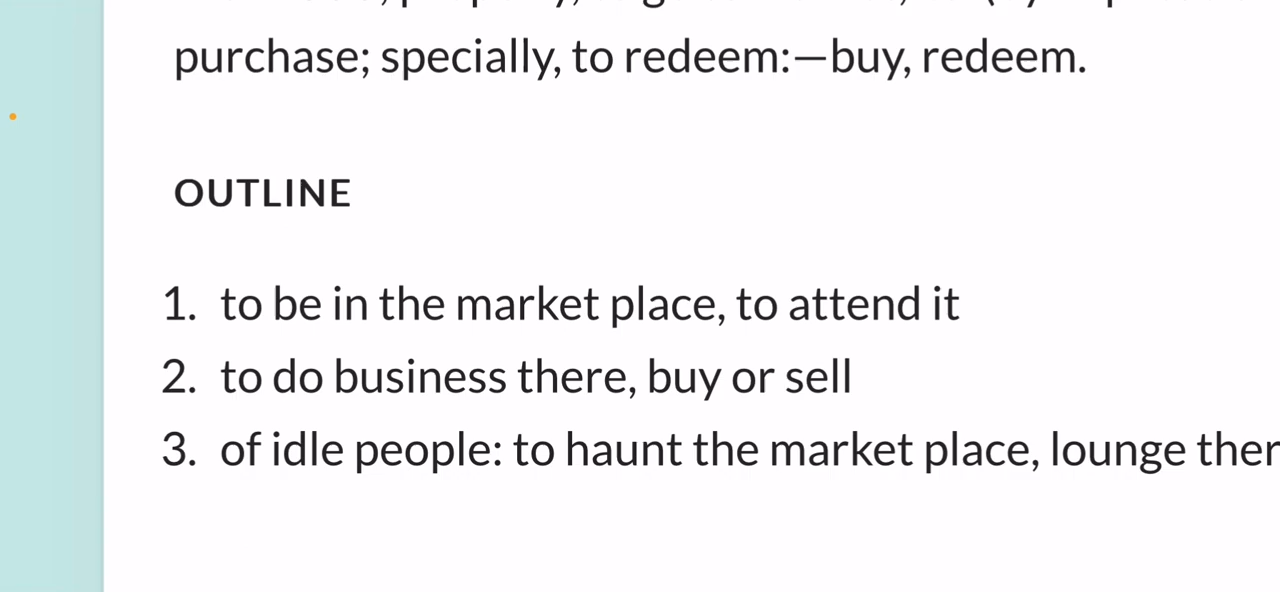 purchase; specially, to redeem:—buy, redeem.
OUTLINE
1. to be in the market place, to attend it
2. to do business there, buy or sell
3. of idle people: to haunt the market place, lounge